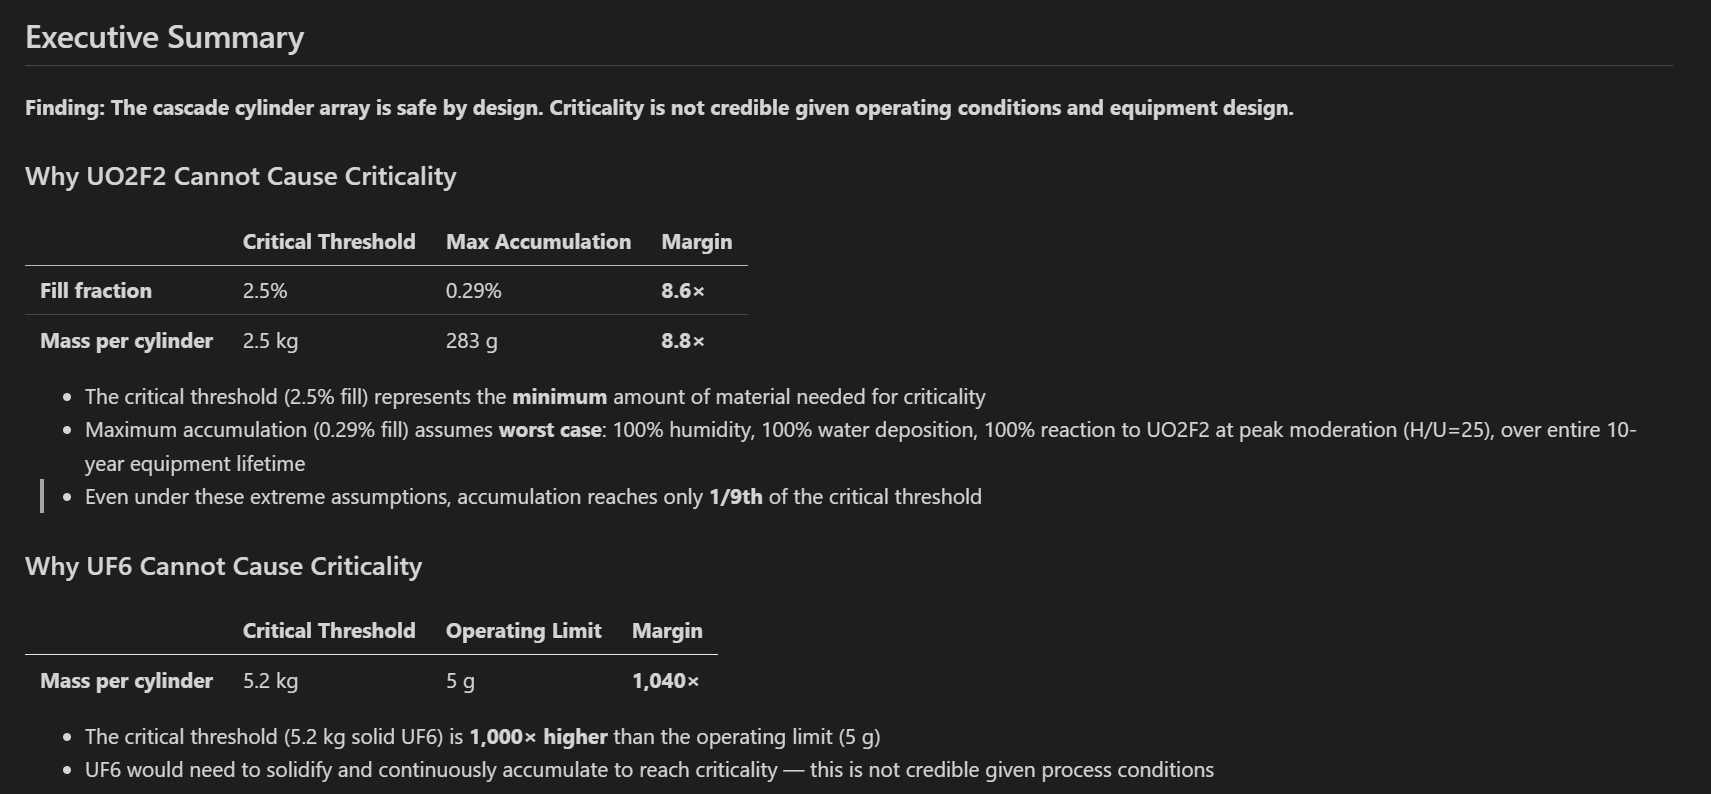 Executive Summary
Finding: The cascade cylinder array is safe by design. Criticality is not credible given operating conditions and equipment design.
Why UO2F2 Cannot Cause Criticality
Critical Threshold Max Accumulation Margin
Fill fraction 2.5% 0.29% 8.6×
Mass per cylinder 2.5 kg 283 g 8.8×
• The critical threshold (2.5% fill) represents the minimum amount of material needed for criticality
• Maximum accumulation (0.29% fill) assumes worst case: 100% humidity, 100% water deposition, 100% reaction to UO2F2 at peak moderation (H/U=25), over entire 10-
year equipment lifetime
• Even under these extreme assumptions, accumulation reaches only 1/9th of the critical threshold
Why UF6 Cannot Cause Criticality
Critical Threshold Operating Limit Margin
Mass per cylinder 5.2 kg 5 g 1,040×
• The critical threshold (5.2 kg solid UF6) is 1,000× higher than the operating limit (5 g)
• UF6 would need to solidify and continuously accumulate to reach criticality — this is not credible given process conditions